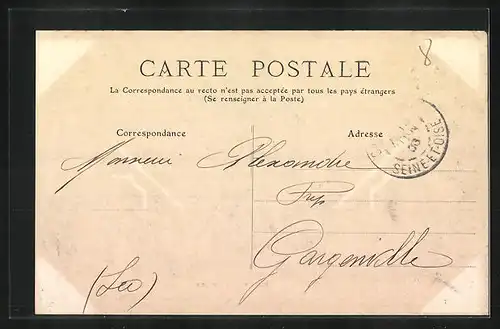 8
CARTE POSTALE
La Correspondance au recto n'est pas acceptée par tous les pays étrangers
(Se renseigner à la Poste)
Correspondance
Adresse
Monsieur Alexandre
Gargenville
SEINE-ET-OISE